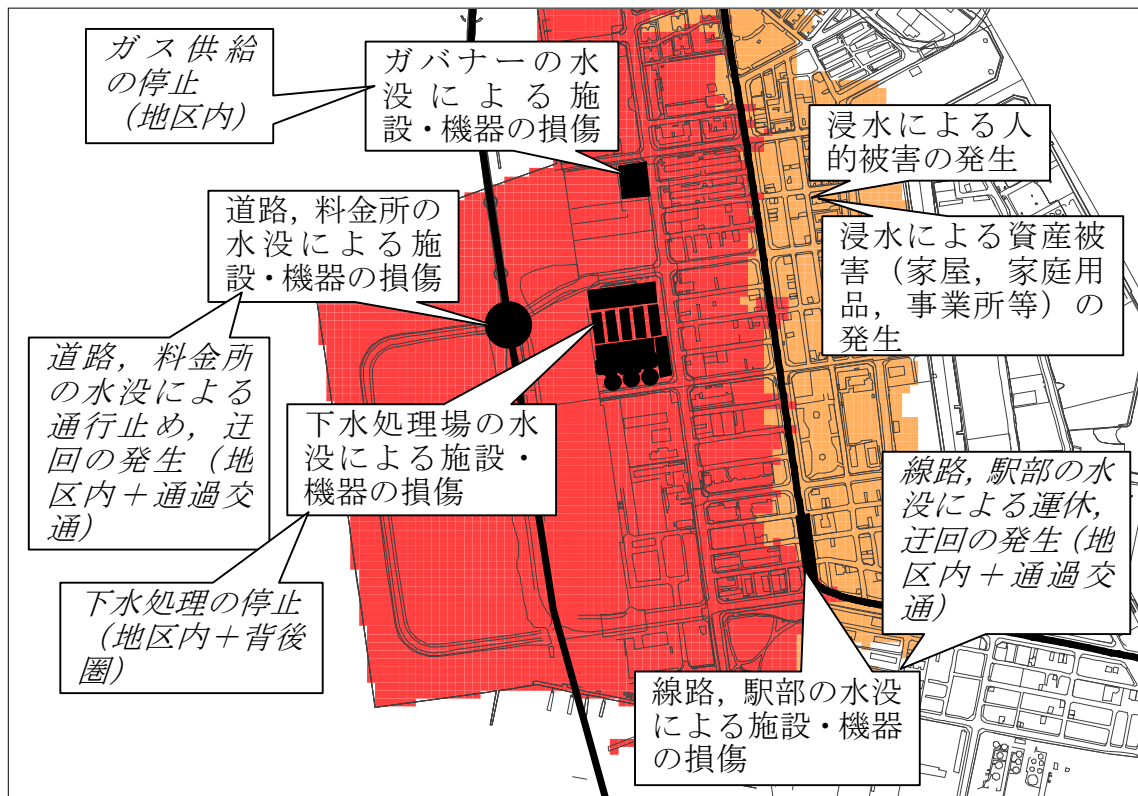 ガス供給
の停止
（地区内）
ガバナーの水
没による施
設・機器の損傷
浸水による人
的被害の発生
道路，料金所の
水没による施
設・機器の損傷
浸水による資産被
害（家屋，家庭用
品，事業所等）の
発生
道路，料金所
の水没による
通行止め，迂
回の発生（地
区内＋通過交
通）
下水処理場の水
没による施設・
機器の損傷
線路，駅部の水
没による運休，
迂回の発生（地
区内＋通過交
通）
下水処理の停止
（地区内＋背後
圏）
線路，駅部の水没
による施設・機器
の損傷